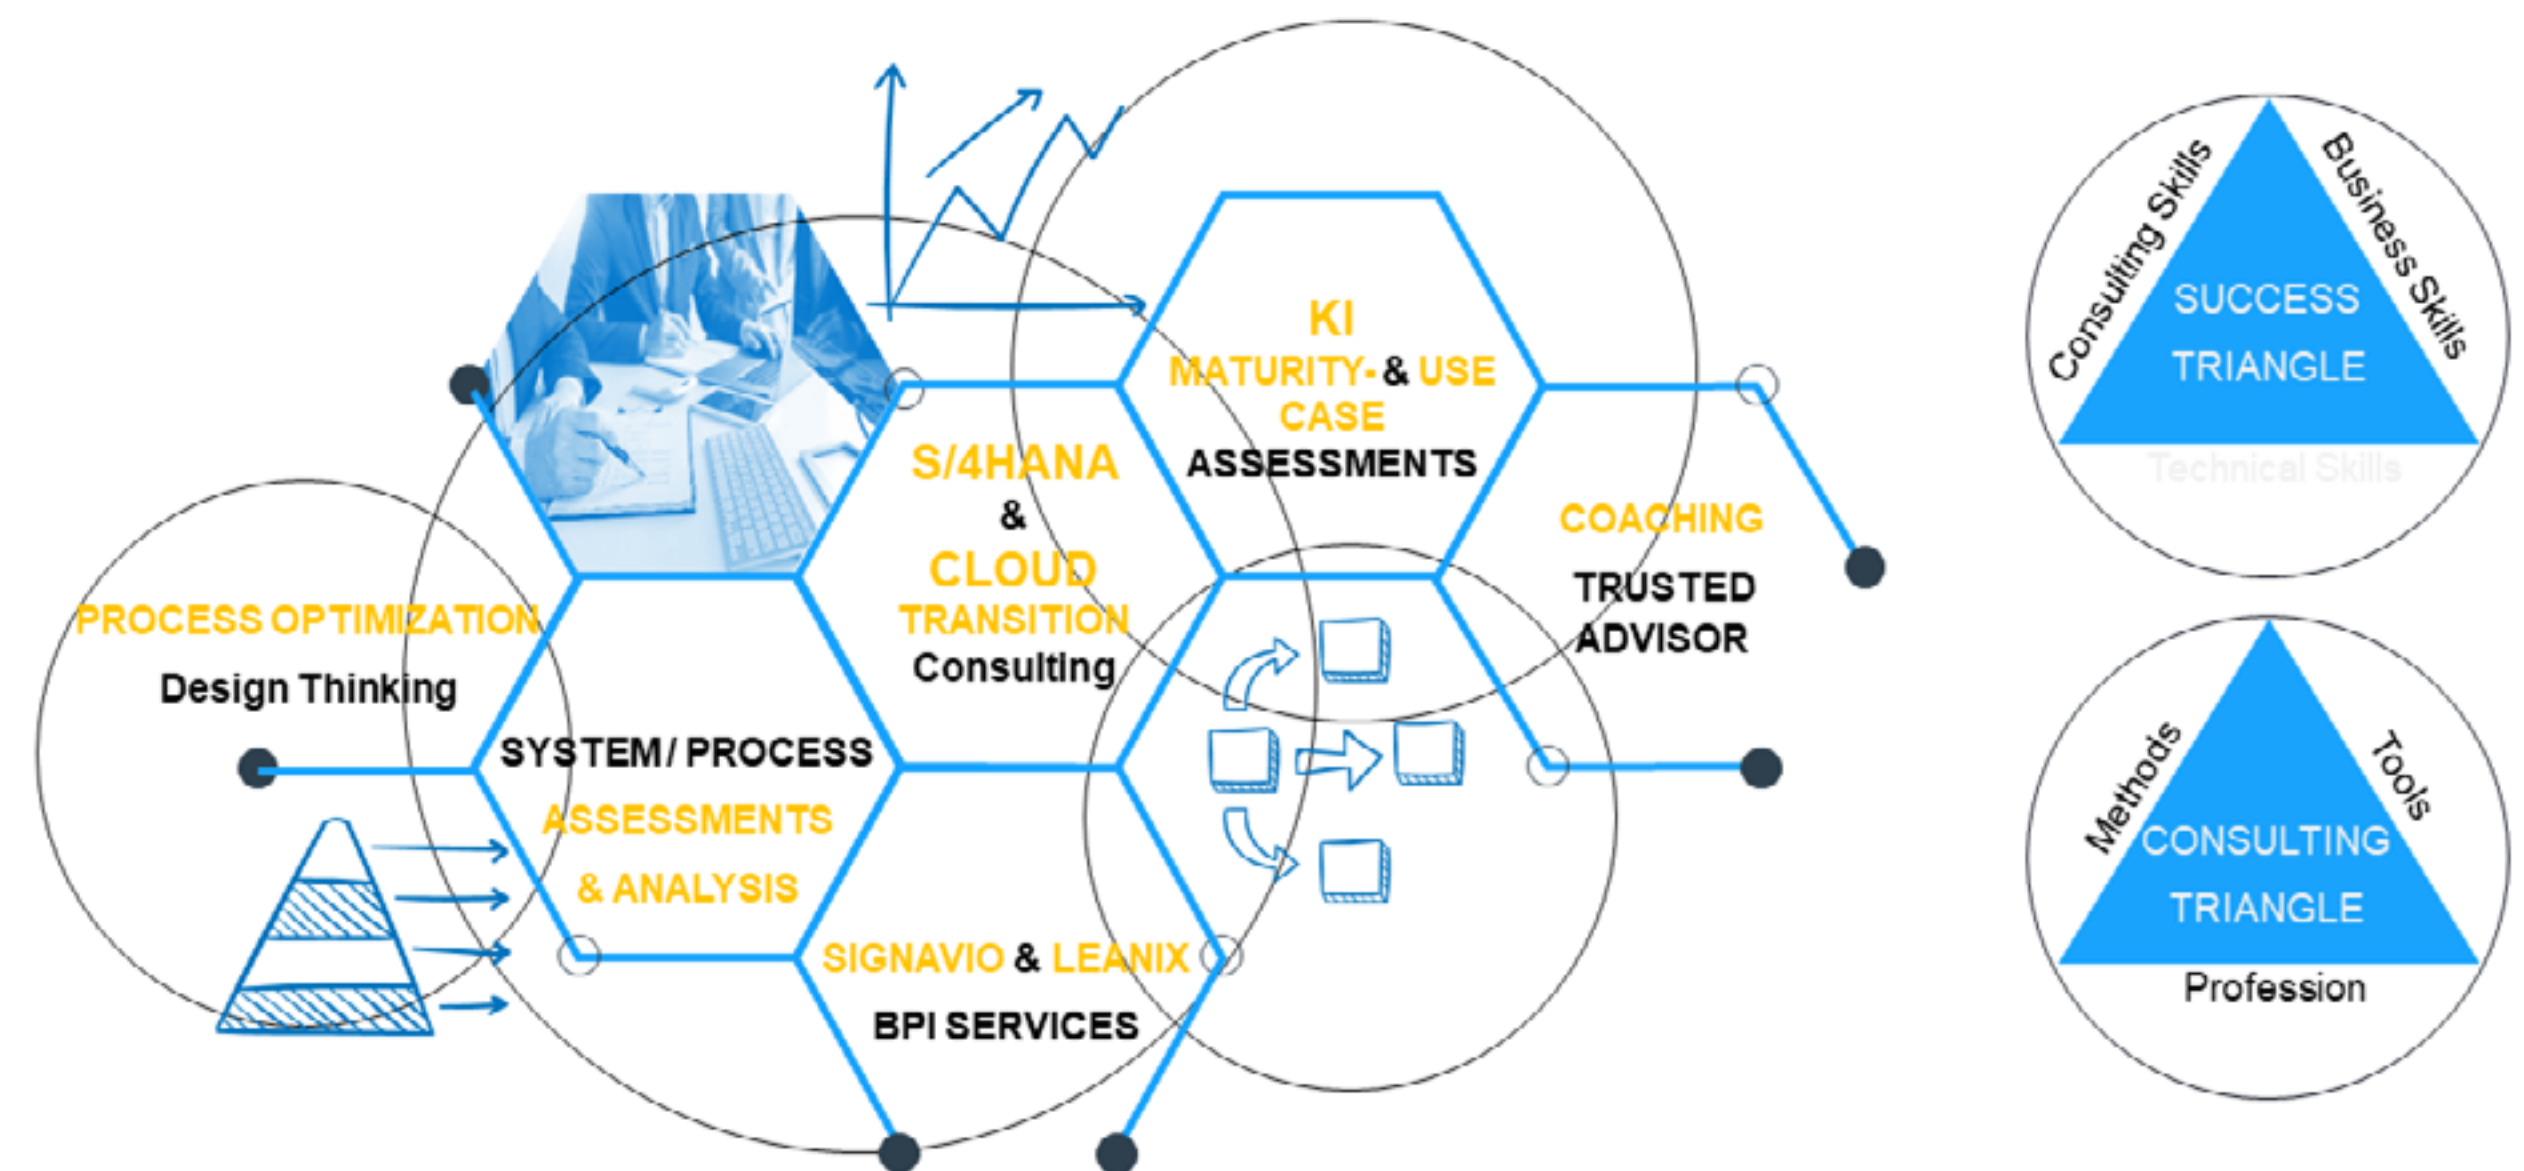 PROCESS OPTIMIZATION
Design Thinking
SYSTEM / PROCESS
ASSESSMENTS
& ANALYSIS
S/4HANA
&
CLOUD
TRANSITION
Consulting
SIGNAVIO & LEANIX
BPI SERVICES
KI
MATURITY- & USE
CASE
ASSESSMENTS
COACHING
TRUSTED
ADVISOR
Consulting Skills
Business Skills
SUCCESS
TRIANGLE
Technical Skills
Methods
Tools
CONSULTING
TRIANGLE
Profession